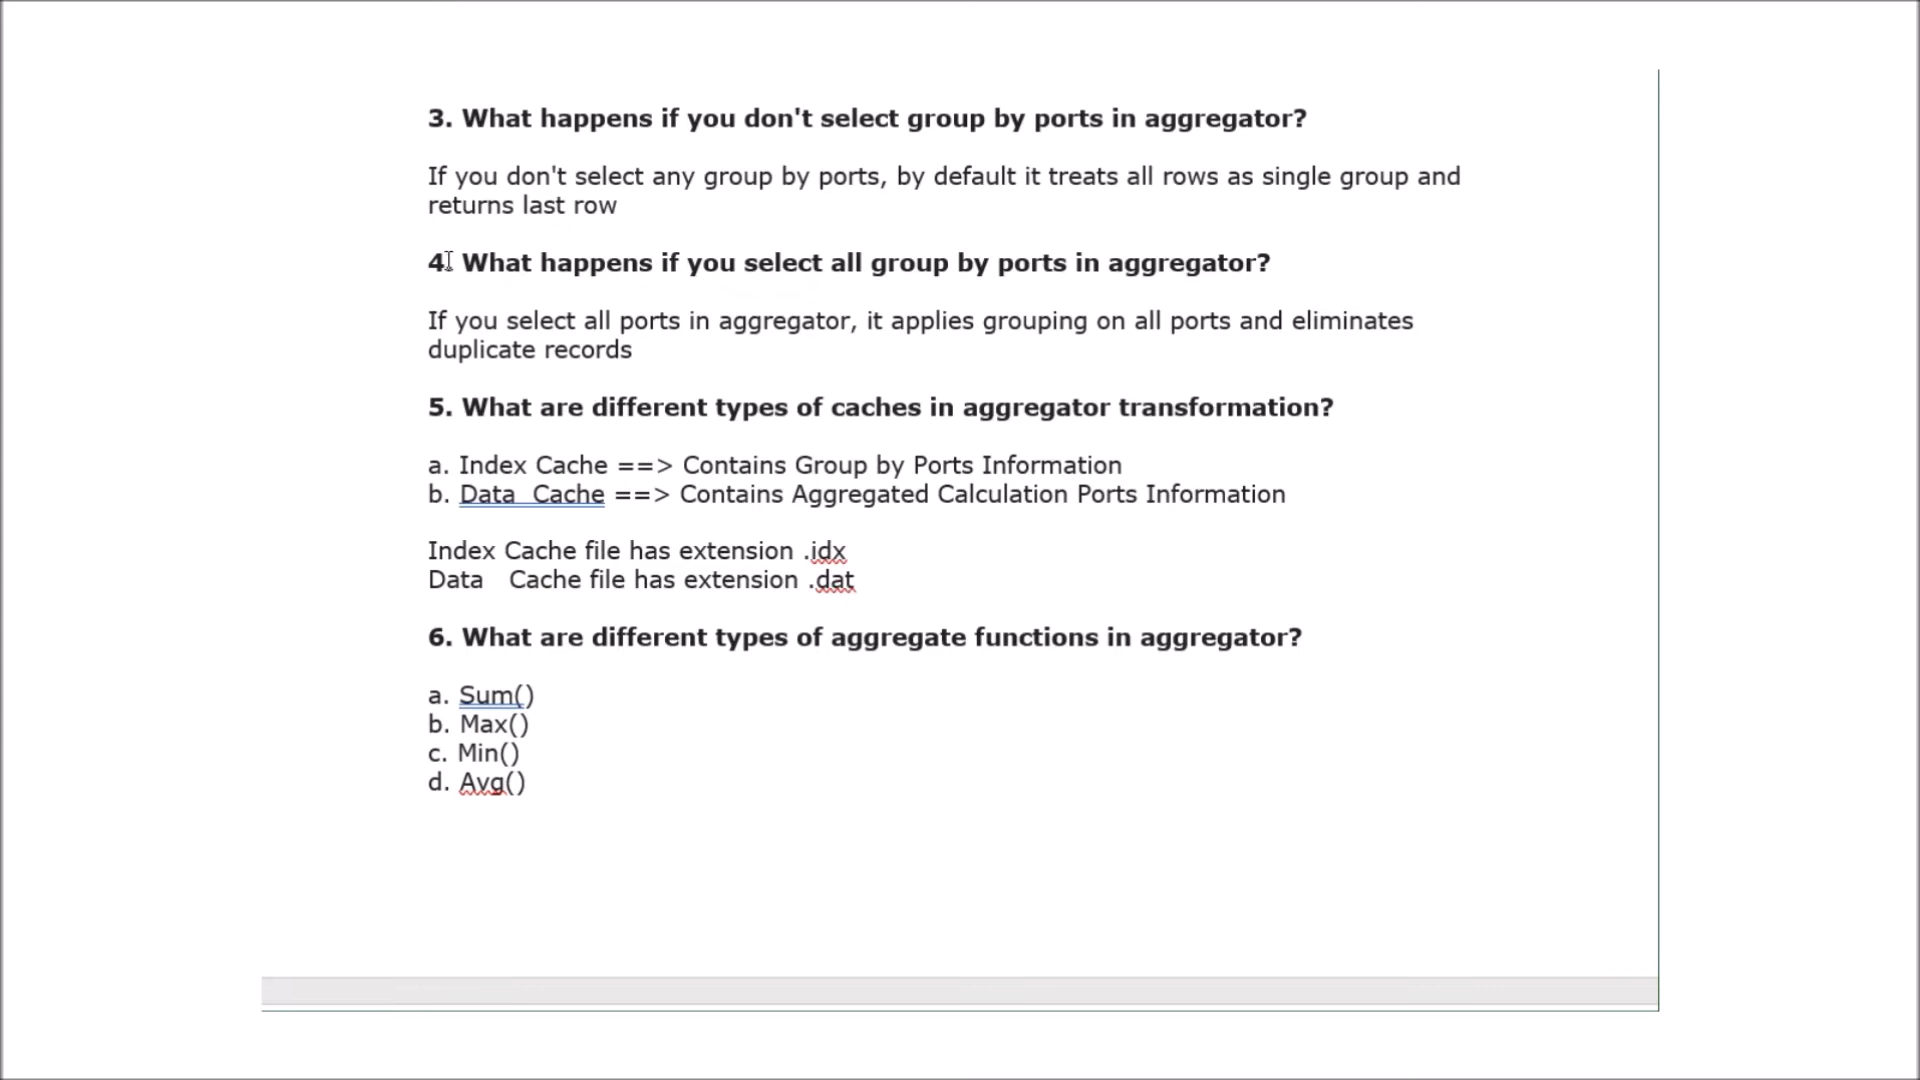 3. What happens if you don't select group by ports in aggregator?
If you don't select any group by ports, by default it treats all rows as single group and
returns last row
4. What happens if you select all group by ports in aggregator?
If you select all ports in aggregator, it applies grouping on all ports and eliminates
duplicate records
5. What are different types of caches in aggregator transformation?
a. Index Cache ==> Contains Group by Ports Information
b. Data  Cache ==> Contains Aggregated Calculation Ports Information
Index Cache file has extension .idx
Data   Cache file has extension .dat
6. What are different types of aggregate functions in aggregator?
a. Sum()
b. Max()
c. Min()
d. Avg()